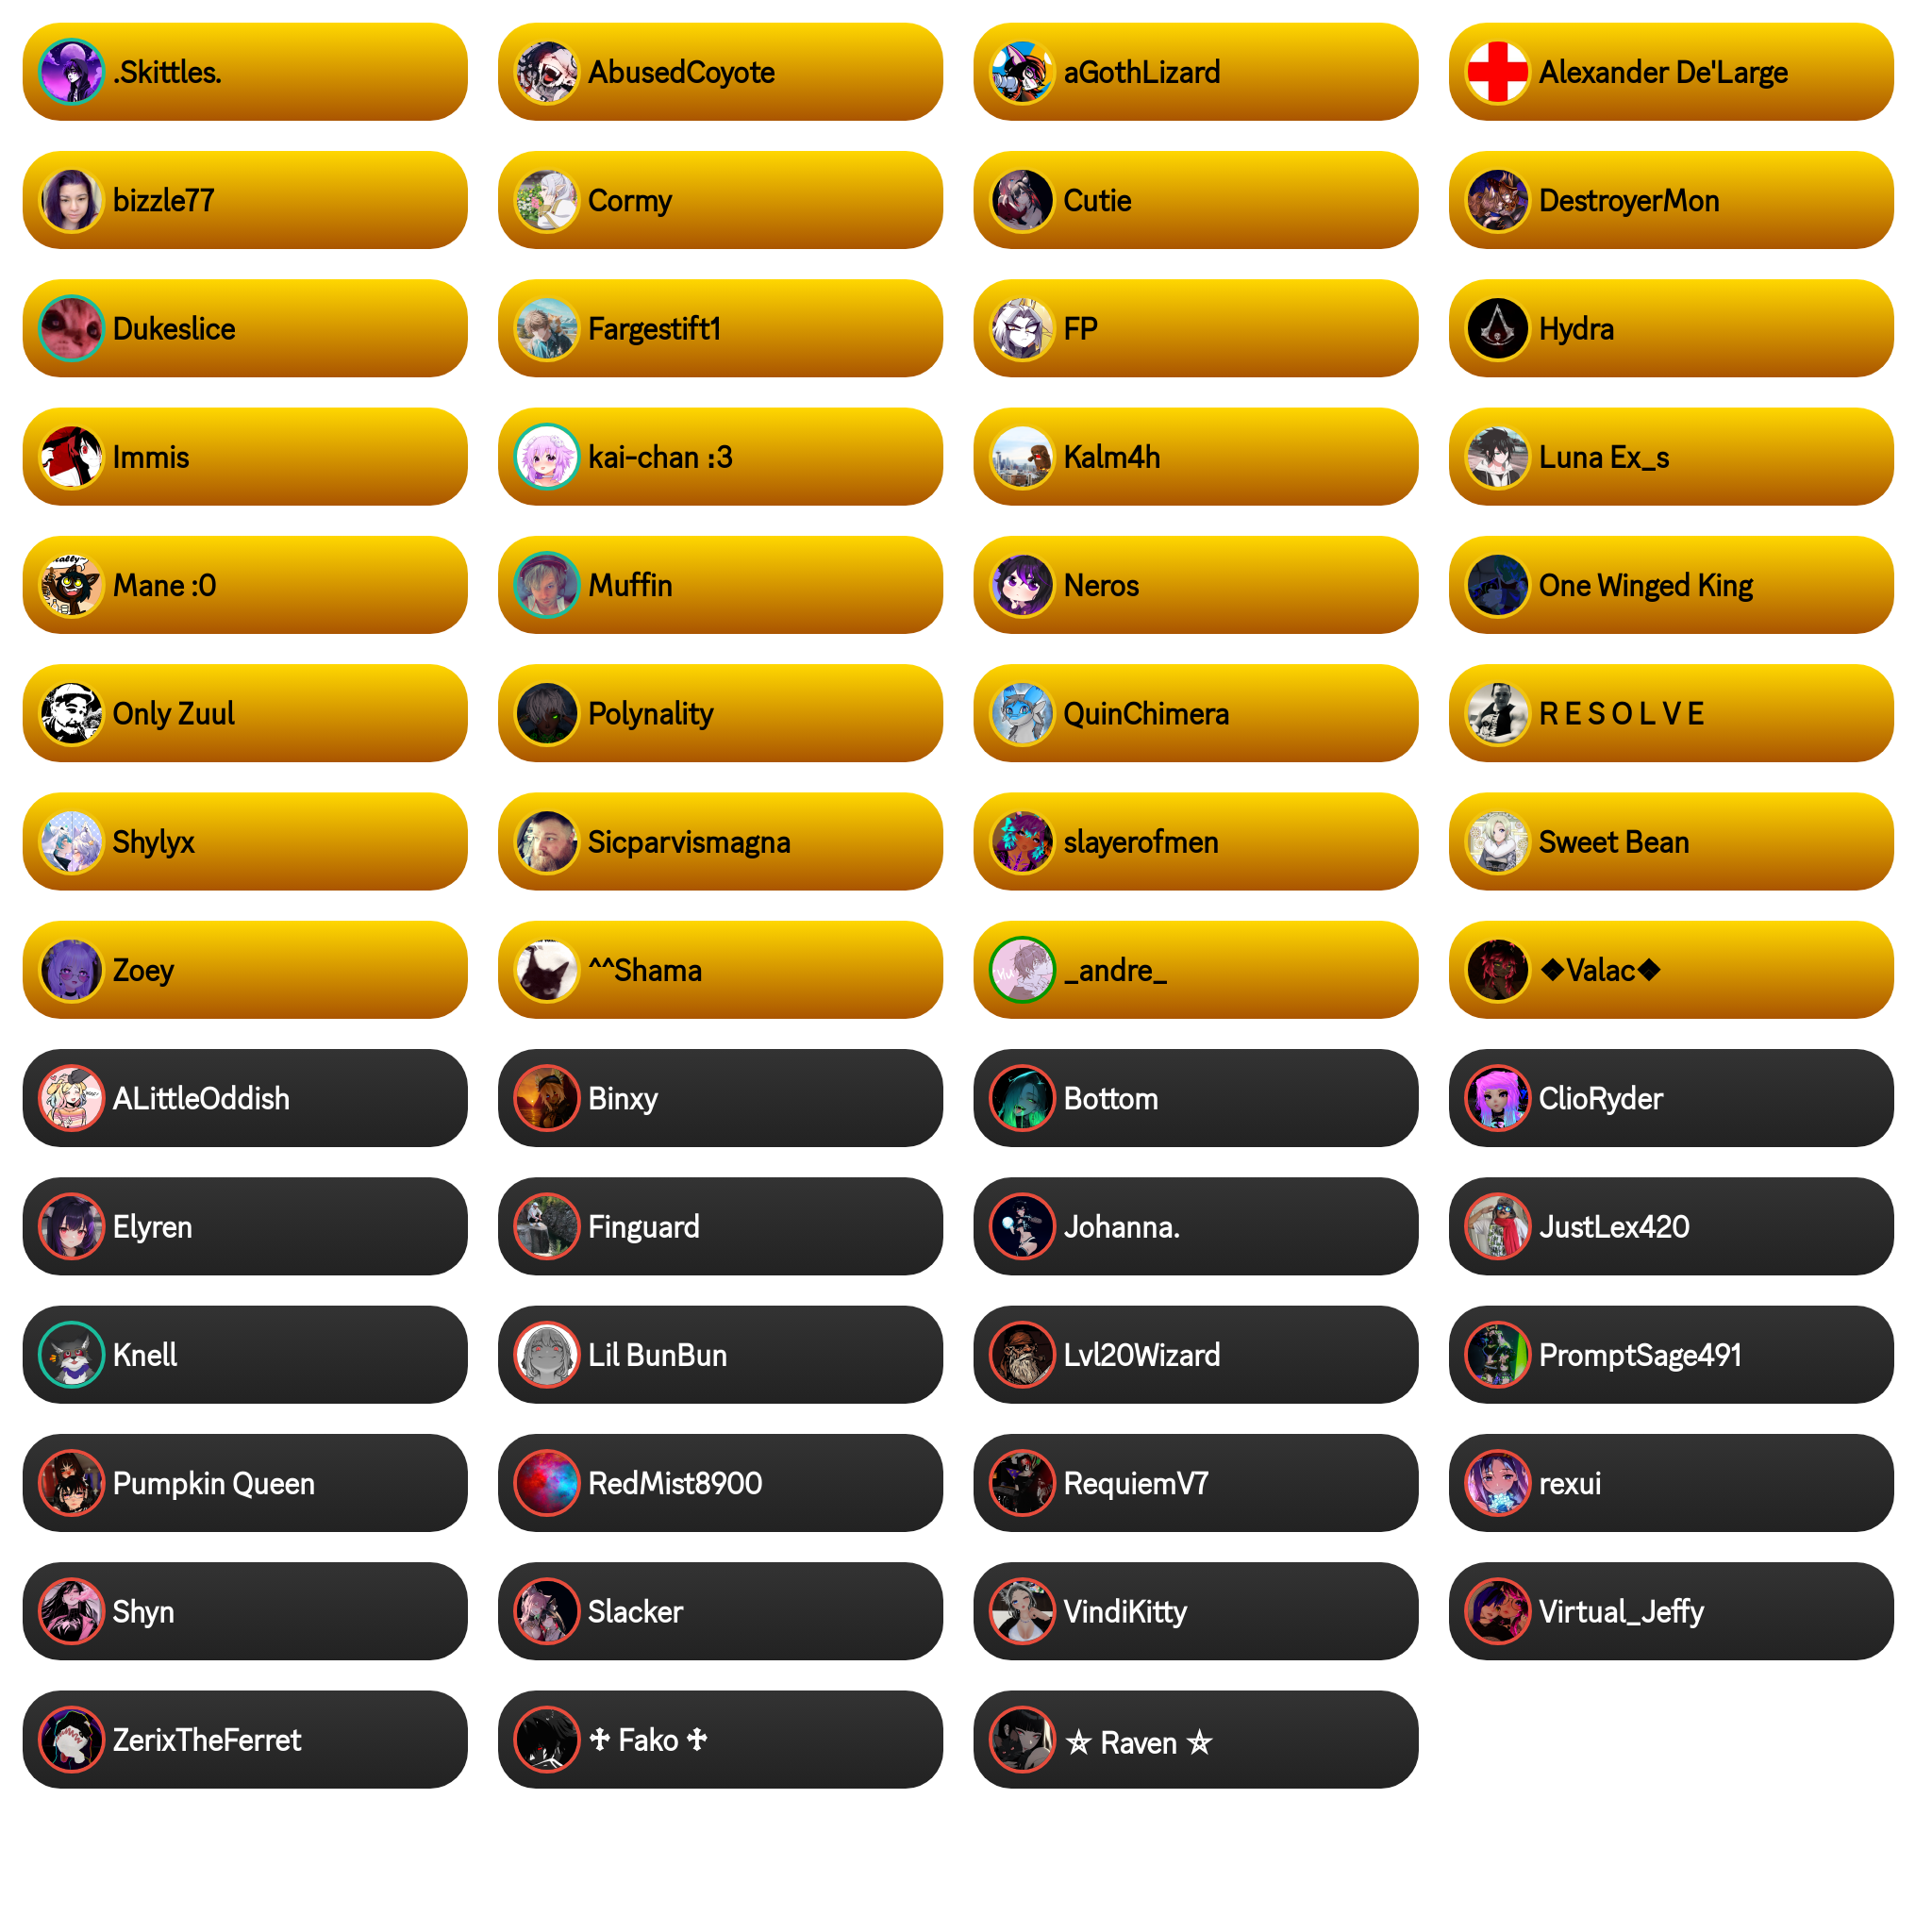 .Skittles.
AbusedCoyote
aGothLizard
Alexander De'Large
bizzle77
Cormy
Cutie
DestroyerMon
Dukeslice
Fargestift1
FP
Hydra
Immis
kai-chan :3
Kalm4h
Luna Ex_s
Mane :0
Muffin
Neros
One Winged King
Only Zuul
Polynality
QuinChimera
R E S O L V E
Shylyx
Sicparvismagna
slayerofmen
Sweet Bean
Zoey
^^Shama
_andre_
❖Valac❖
ALittleOddish
Binxy
Bottom
ClioRyder
Elyren
Finguard
Johanna.
JustLex420
Knell
Lil BunBun
Lvl20Wizard
PromptSage491
Pumpkin Queen
RedMist8900
RequiemV7
rexui
Shyn
Slacker
VindiKitty
Virtual_Jeffy
ZerixTheFerret
♱ Fako ♱
⛤ Raven ⛤